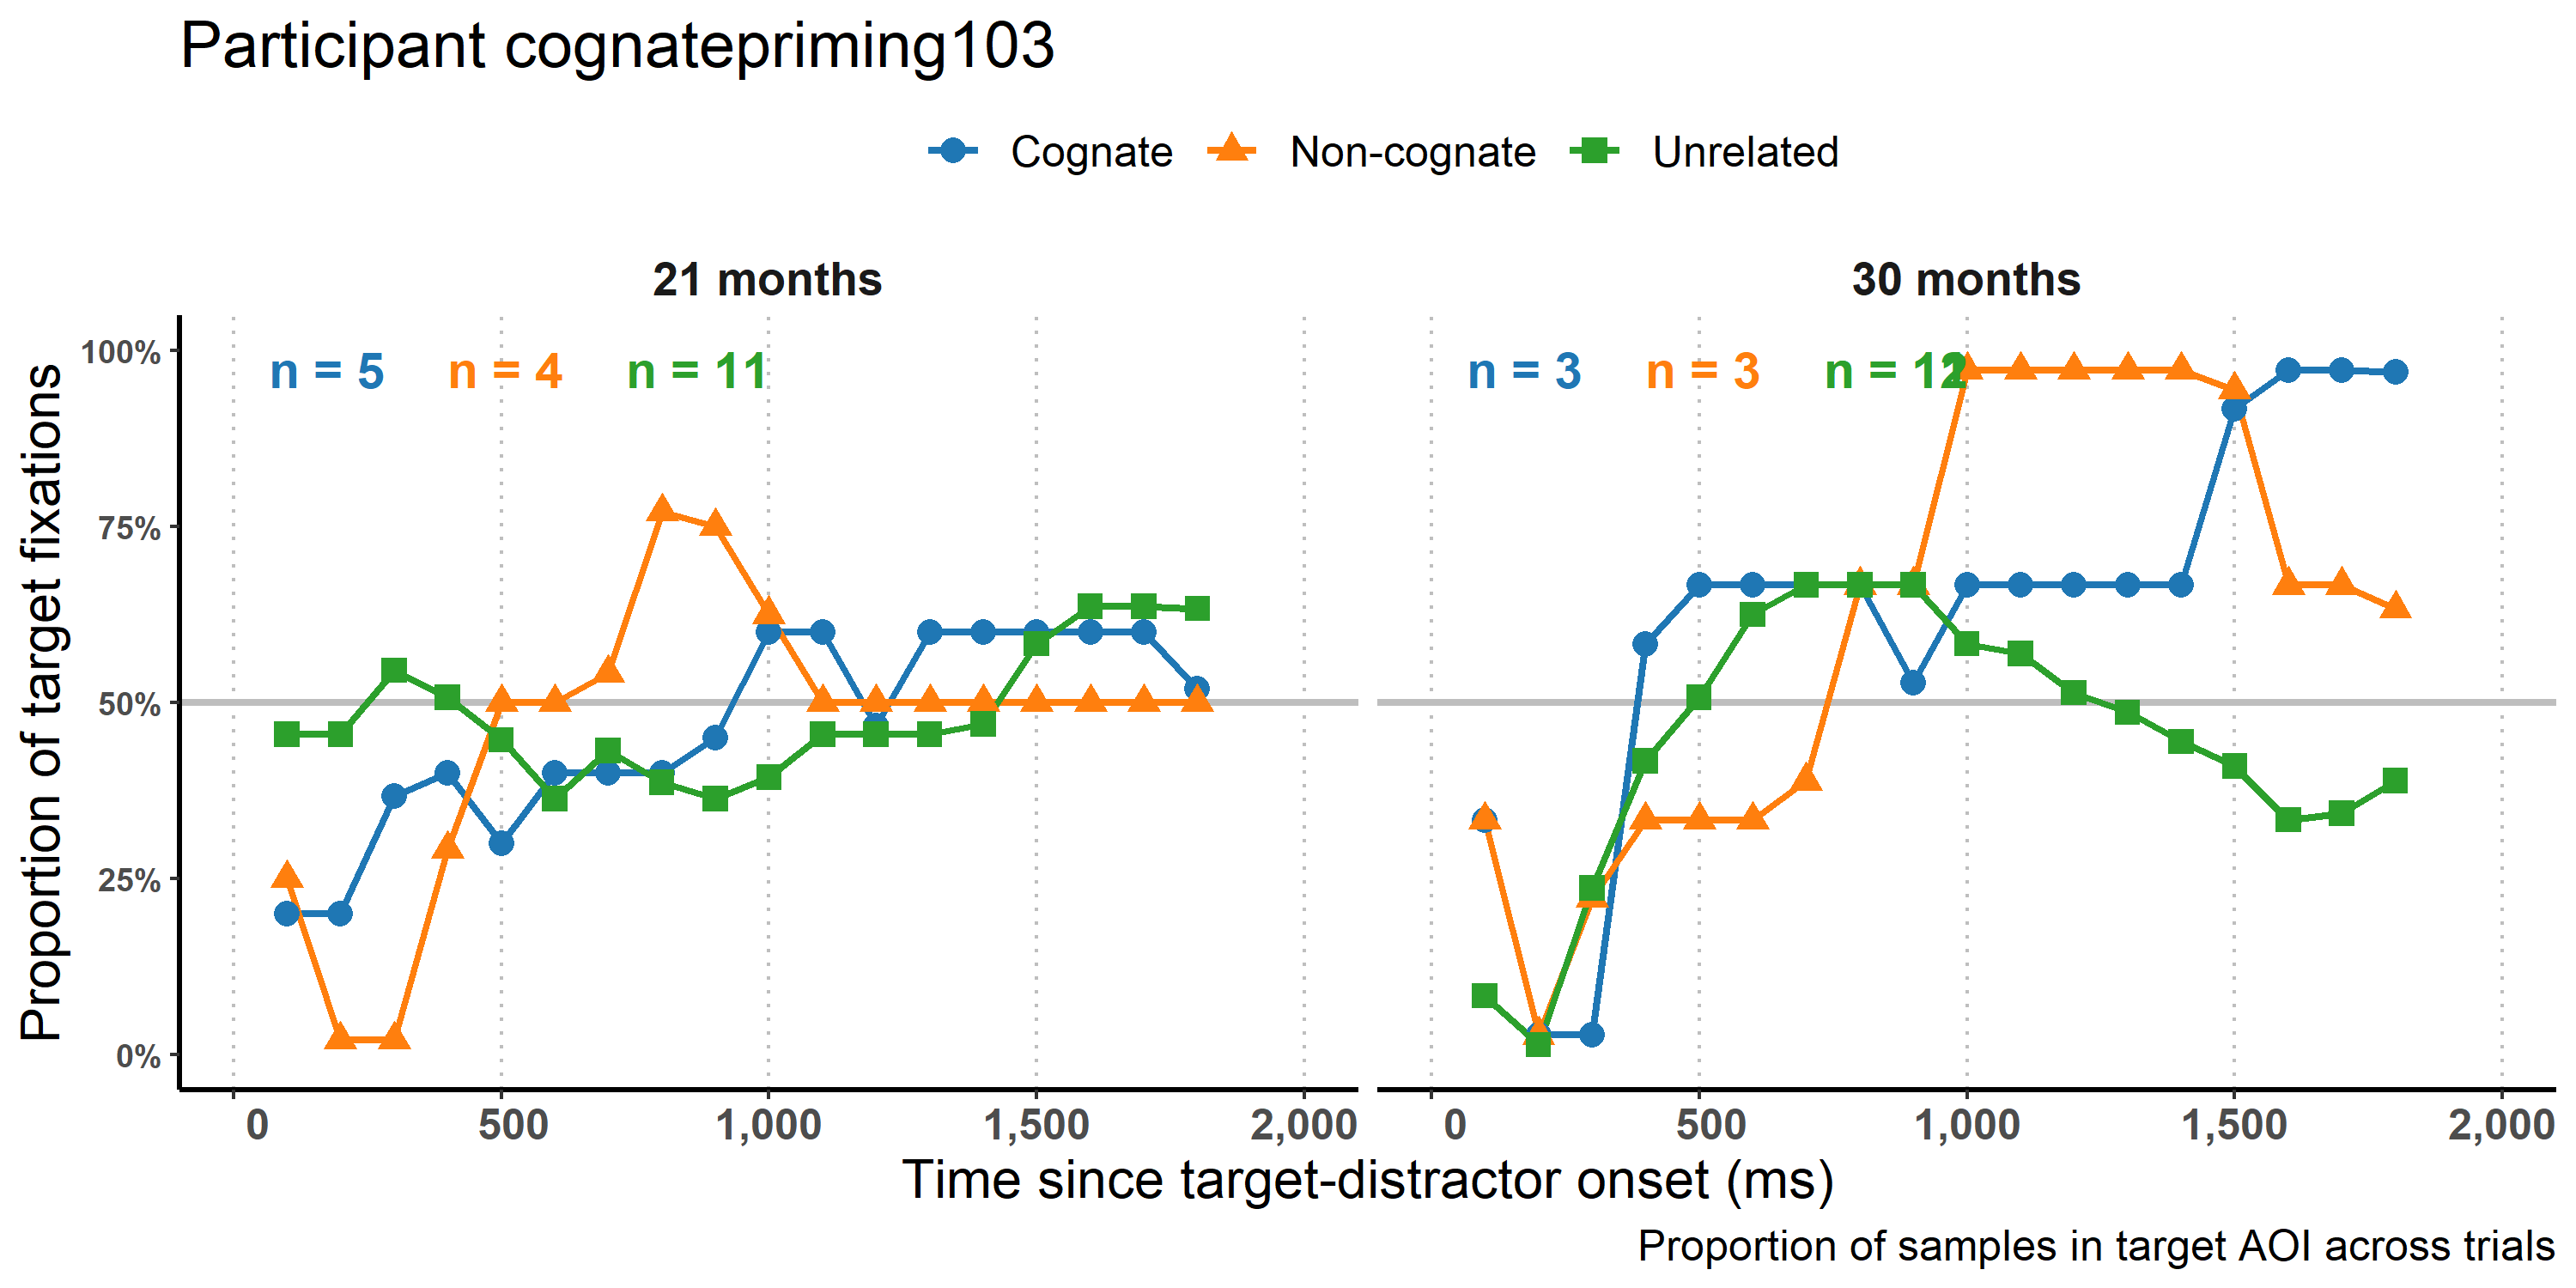 Participant cognatepriming103
Cognate Non-cognate Unrelated
21 months 30 months
Proportion of target fixations
100%
75%
50%
25%
0%
n = 5 n = 4 n = 11
n = 3 n = 3 n = 12
0 500 1,000 1,500 2,000
0 500 1,000 1,500 2,000
Time since target-distractor onset (ms)
Proportion of samples in target AOI across trials